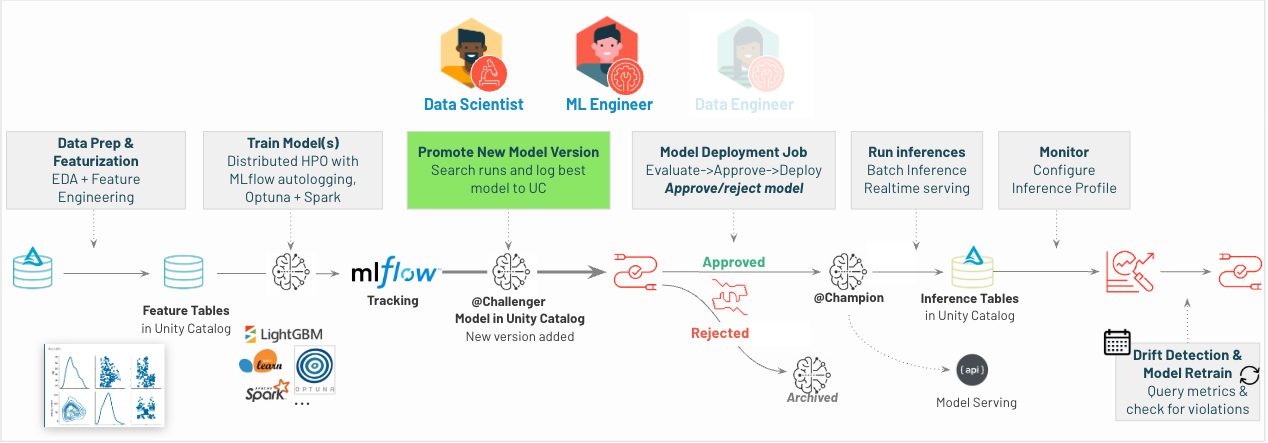 Data Scientist
ML Engineer
Data Engineer
Data Prep &
Featurization
EDA + Feature
Engineering
Train Model(s)
Distributed HPO with
MLflow autologging,
Optuna + Spark
Promote New Model Version
Search runs and log best
model to UC
Model Deployment Job
Evaluate->Approve->Deploy
Approve/reject model
Run inferences
Batch Inference
Realtime serving
Monitor
Configure
Inference Profile
mlflow
Tracking
Feature Tables
in Unity Catalog
@Challenger
Model in Unity Catalog
New version added
Approved
Rejected
@Champion
Inference Tables
in Unity Catalog
Archived
{api}
Model Serving
LightGBM
learn
APACHE
Spark
OPTUNA
...
Drift Detection &
Model Retrain
Query metrics &
check for violations